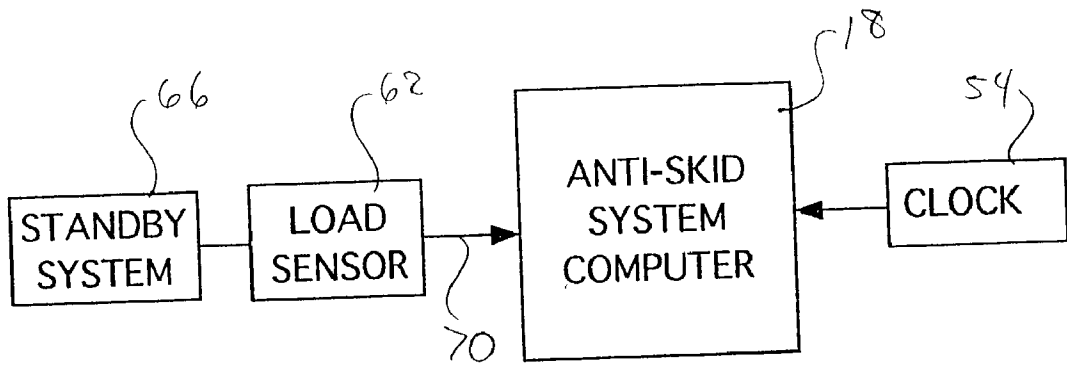 18
66
62
54
STANDBY
SYSTEM
LOAD
SENSOR
ANTI-SKID
SYSTEM
COMPUTER
CLOCK
70